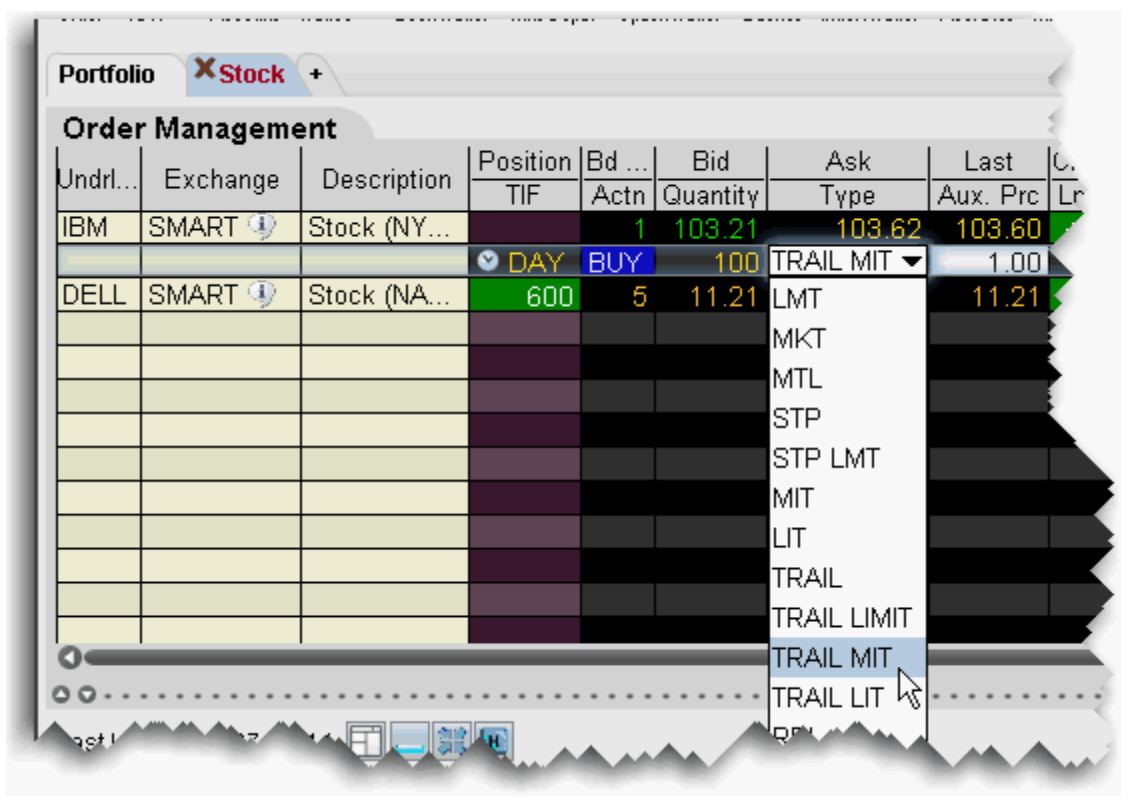 Portfolio Stock +
Order Management
Undrl... Exchange Description Position Bd ... Bid Ask Last
TIF Actn Quantity Type Aux. Prc
IBM SMART Stock (NY... 1 103.21 103.62 103.60
DAY BUY 100 TRAIL MIT 1.00
DELL SMART Stock (NA... 600 5 11.21 11.21
LMT
MKT
MTL
STP
STP LMT
MIT
LIT
TRAIL
TRAIL LIMIT
TRAIL MIT
TRAIL LIT